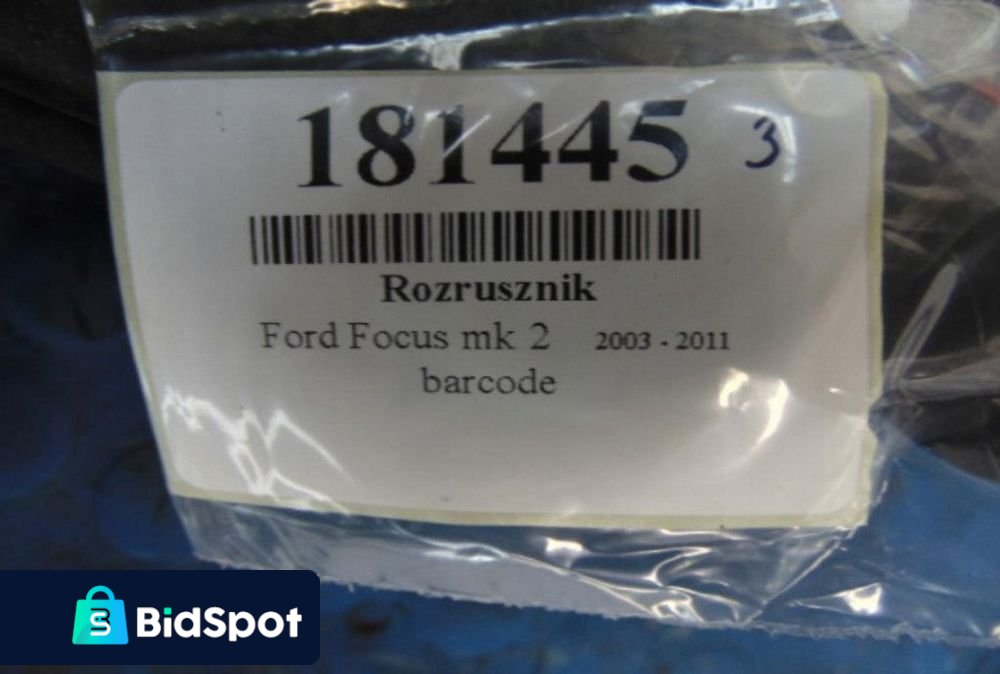 181445 3
Rozrusznik
Ford Focus mk 2 2003 - 2011
barcode
BidSpot